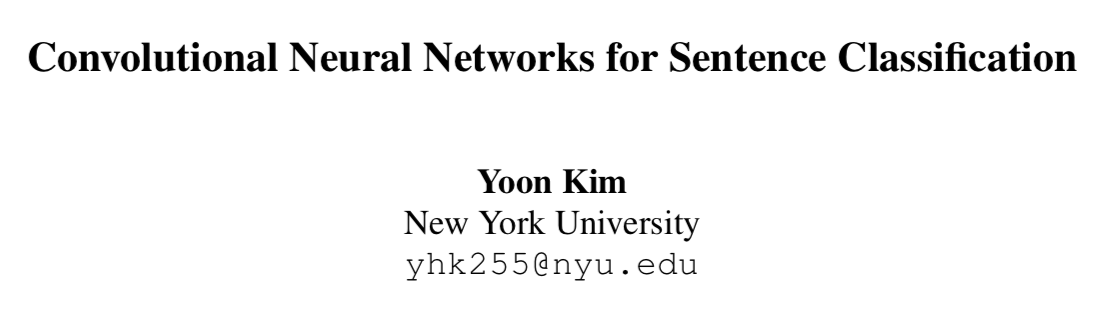 Convolutional Neural Networks for Sentence Classification
Yoon Kim
New York University
yhk255@nyu.edu